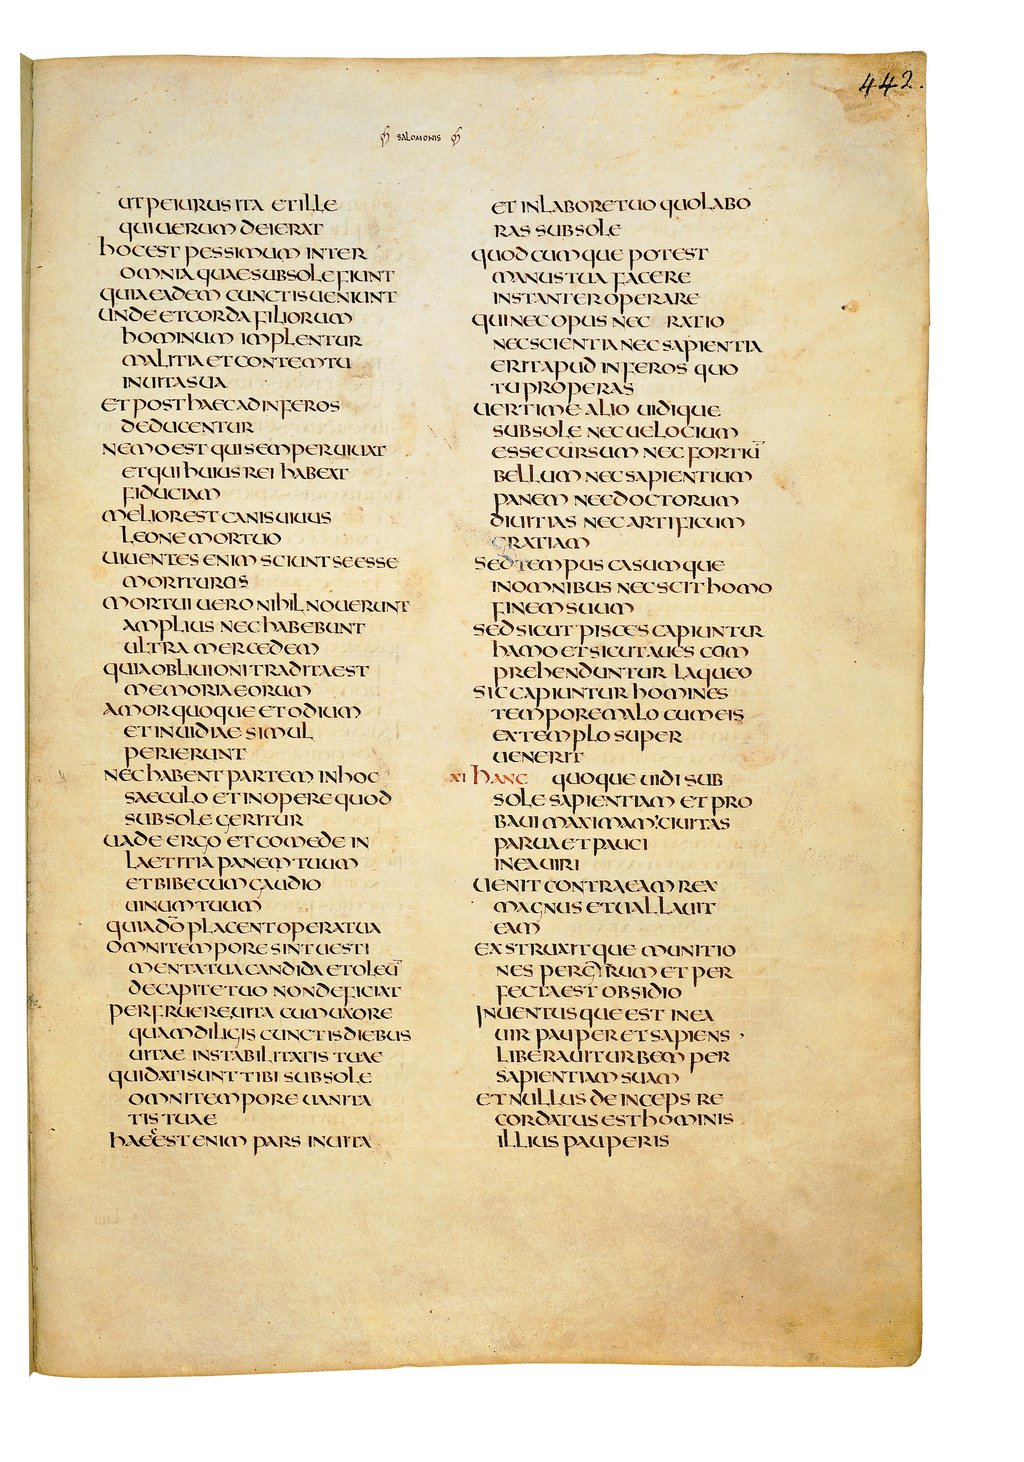 442.
SALOMONIS
UT PEIURUS ITA ET ILLE
QUI UERUM DEIERAT
HOC EST PESSIMUM INTER
OMNIA QUAE SUB SOLE FIUNT
QUIA EADEM CUNCTIS UENIUNT
UNDE ET CORDA FILIORUM
HOMINUM IMPLENTUR
MALITIA ET CONTEMTU
IN UITA SUA
ET POST HAEC AD INFEROS
DEDUCENTUR
NEMO EST QUI SEMPER UIUAT
ET QUI HUIUS REI HABEAT
FIDUCIAM
MELIOR EST CANIS UIUUS
LEONE MORTUO
UIUENTES ENIM SCIUNT SE ESSE
MORITUROS
MORTUI UERO NIHIL NOUERUNT
AMPLIUS NEC HABEBUNT
ULTRA MERCEDEM
QUIA OBLIUIONI TRADITA EST
MEMORIA EORUM
AMOR QUOQUE ET ODIUM
ET INUIDIAE SIMUL
PERIERUNT
NEC HABENT PARTEM IN HOC
SAECULO ET IN OPERE QUOD
SUB SOLE GERITUR
UADE ERGO ET COMEDE IN
LAETITIA PANEM TUUM
ET BIBE CUM GAUDIO
UINUM TUUM
QUIA DŌ PLACENT OPERA TUA
OMNI TEMPORE SINT UESTI
MENTA TUA CANDIDA ET OLEŪ
DE CAPITE TUO NON DEFICIAT
PERFRUERE UITA CUM UXORE
QUAM DILIGIS CUNCTIS DIEBUS
UITAE INSTABILITATIS TUAE
QUI DATI SUNT TIBI SUB SOLE
OMNI TEMPORE UANITA
TIS TUAE
HAEC EST ENIM PARS IN UITA
ET IN LABORE TUO QUO LABO
RAS SUB SOLE
QUODCUMQUE POTEST
MANUS TUA FACERE
INSTANTER OPERARE
QUI NEC OPUS NEC RATIO
NEC SCIENTIA NEC SAPIENTIA
ERIT APUD INFEROS QUO
TU PROPERAS
UERTI ME ALIO UIDIQUE
SUB SOLE NEC UELOCIUM
ESSE CURSUM NEC FORTIŪ
BELLUM NEC SAPIENTIUM
PANEM NEC DOCTORUM
DIUITIAS NEC ARTIFICUM
GRATIAM
SED TEMPUS CASUMQUE
IN OMNIBUS NEC SCIT HOMO
FINEM SUUM
SED SICUT PISCES CAPIUNTUR
HAMO ET SICUT AUES COM
PREHENDUNTUR LAQUEO
SIC CAPIUNTUR HOMINES
TEMPORE MALO CUM EIS
EXTEMPLO SUPER
UENERIT
XI HANC QUOQUE UIDI SUB
SOLE SAPIENTIAM ET PRO
BAUI MAXIMAM: CIUITAS
PARUA ET PAUCI
IN EA UIRI
UENIT CONTRA EAM REX
MAGNUS ET UALLAUIT
EAM
EXSTRUXITQUE MUNITIO
NES PER GYRUM ET PER
FECTA EST OBSIDIO
INUENTUSQUE EST IN EA
UIR PAUPER ET SAPIENS
LIBERAUIT URBEM PER
SAPIENTIAM SUAM
ET NULLUS DEINCEPS RE
CORDATUS EST HOMINIS
ILLIUS PAUPERIS